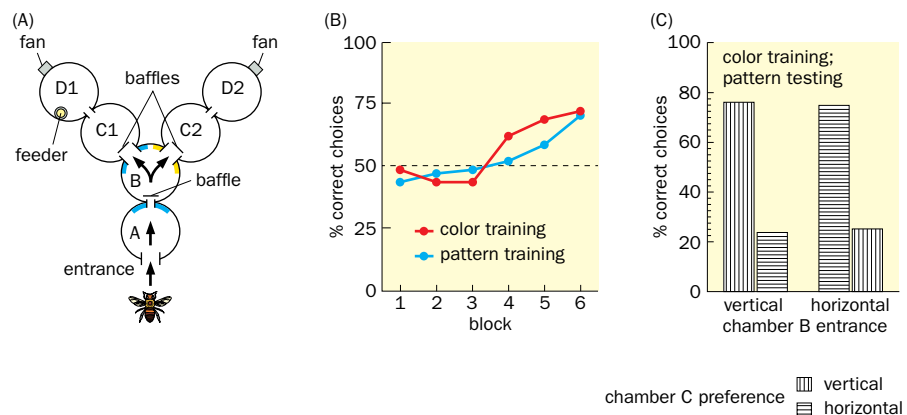 (A)
fan
fan
D1
baffles
D2
C1
C2
feeder
B
baffle
A
entrance
(B)
100
75
50
25
0
% correct choices
color training
pattern training
1 2 3 4 5 6
block
(C)
100
80
60
40
20
0
% correct choices
color training;
pattern testing
vertical horizontal
chamber B entrance
chamber C preference
vertical
horizontal